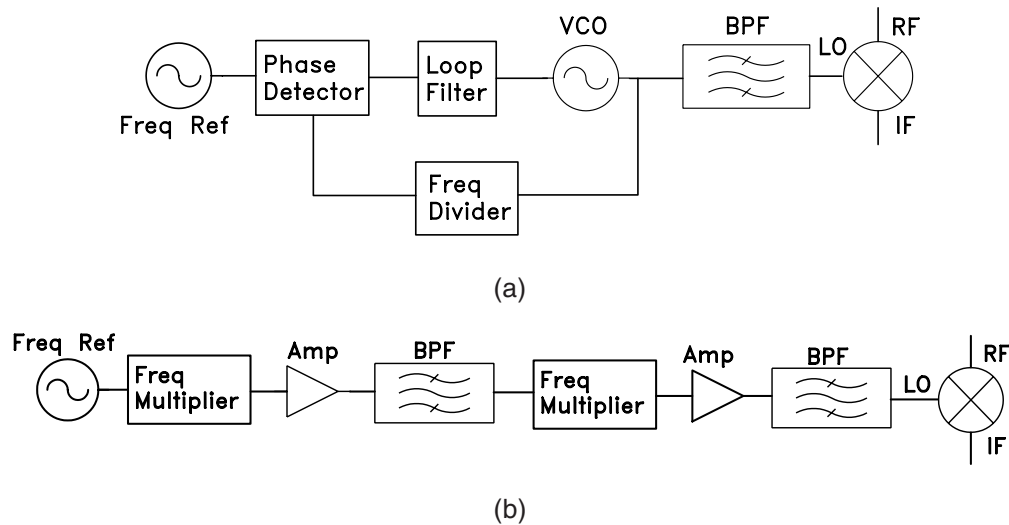 VCO
BPF
RF
LO
Phase
Detector
Loop
Filter
Freq Ref
IF
Freq
Divider
(a)
Freq Ref
Amp
BPF
Amp
BPF
RF
LO
Freq
Multiplier
Freq
Multiplier
IF
(b)